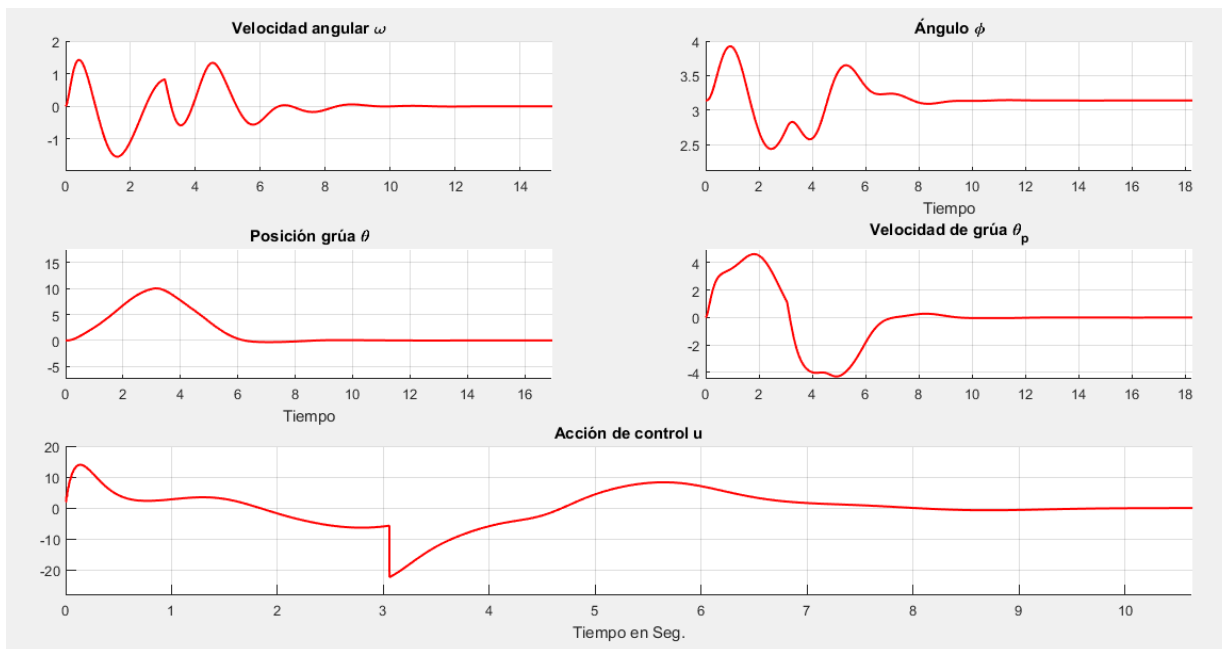 Velocidad angular ω
2
1
0
-1
0 2 4 6 8 10 12 14
Ángulo ϕ
4
3.5
3
2.5
0 2 4 6 8 10 12 14 16 18
Tiempo
Posición grúa θ
15
10
5
0
-5
0 2 4 6 8 10 12 14 16
Tiempo
Velocidad de grúa θp
4
2
0
-2
-4
0 2 4 6 8 10 12 14 16 18
Acción de control u
20
10
0
-10
-20
0 1 2 3 4 5 6 7 8 9 10
Tiempo en Seg.